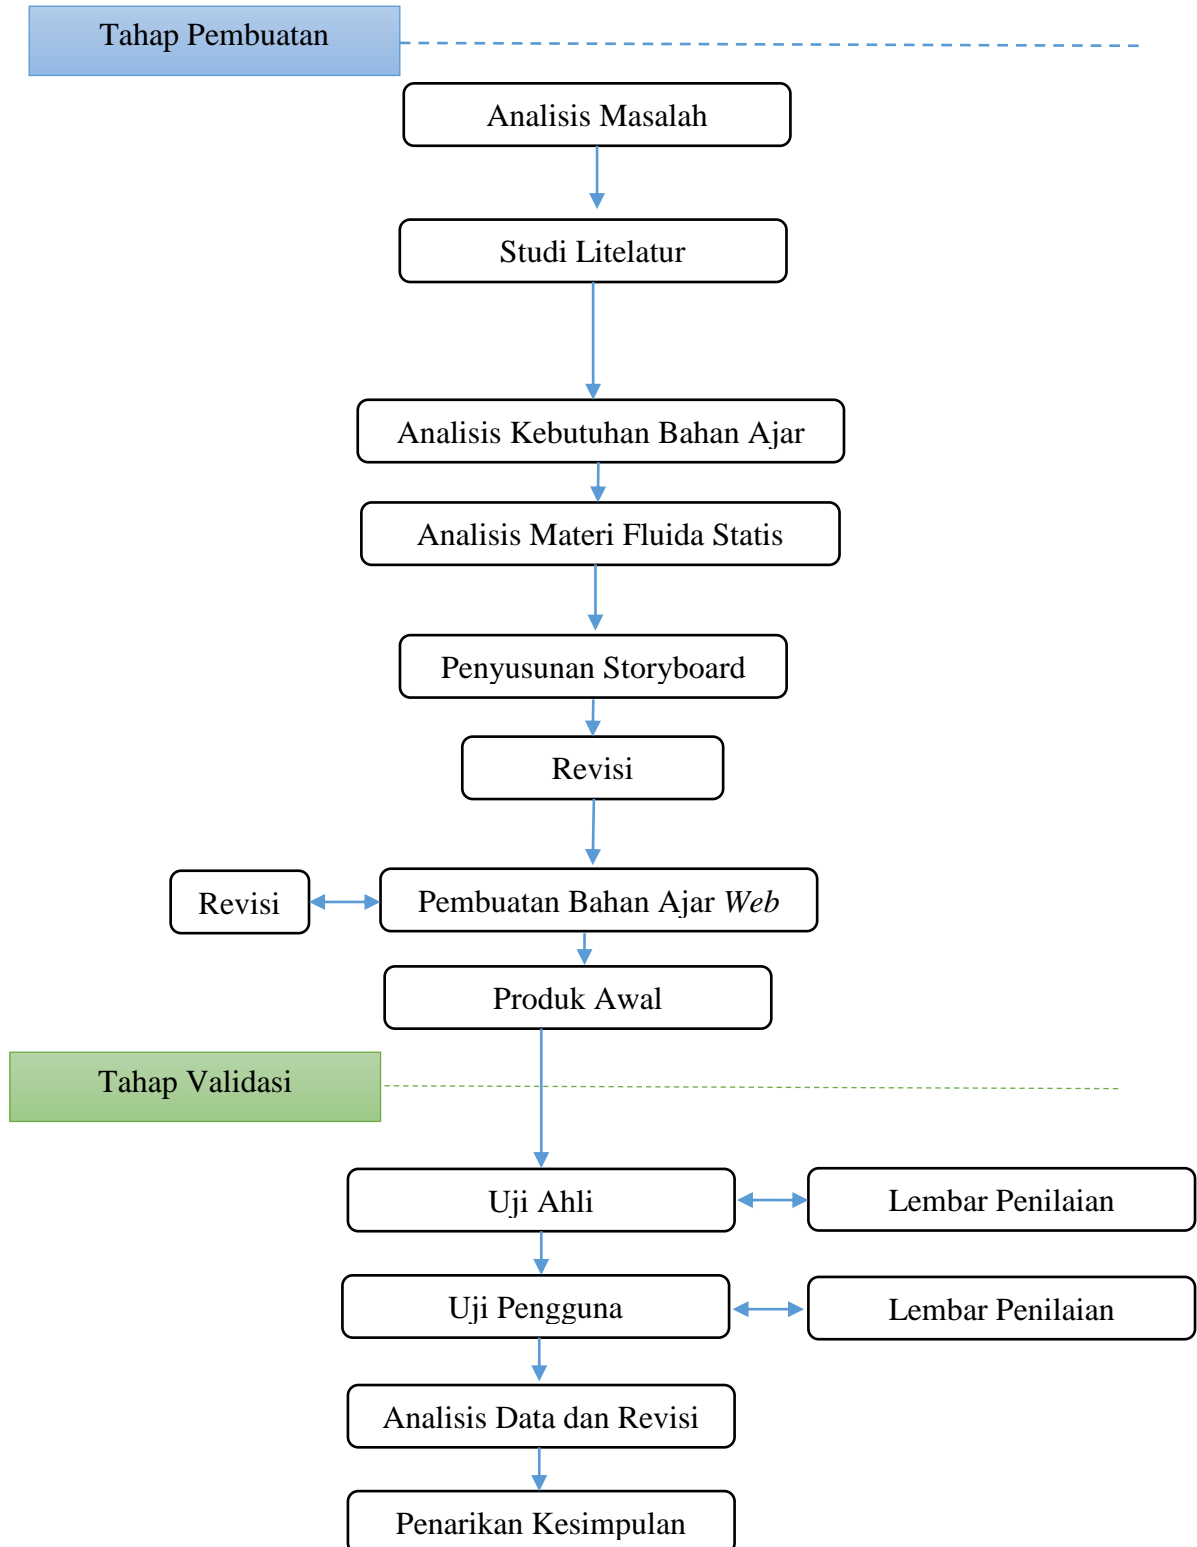 Tahap Pembuatan
Analisis Masalah
Studi Litelatur
Analisis Kebutuhan Bahan Ajar
Analisis Materi Fluida Statis
Penyusunan Storyboard
Revisi
Revisi
Pembuatan Bahan Ajar Web
Produk Awal
Tahap Validasi
Uji Ahli
Lembar Penilaian
Uji Pengguna
Lembar Penilaian
Analisis Data dan Revisi
Penarikan Kesimpulan